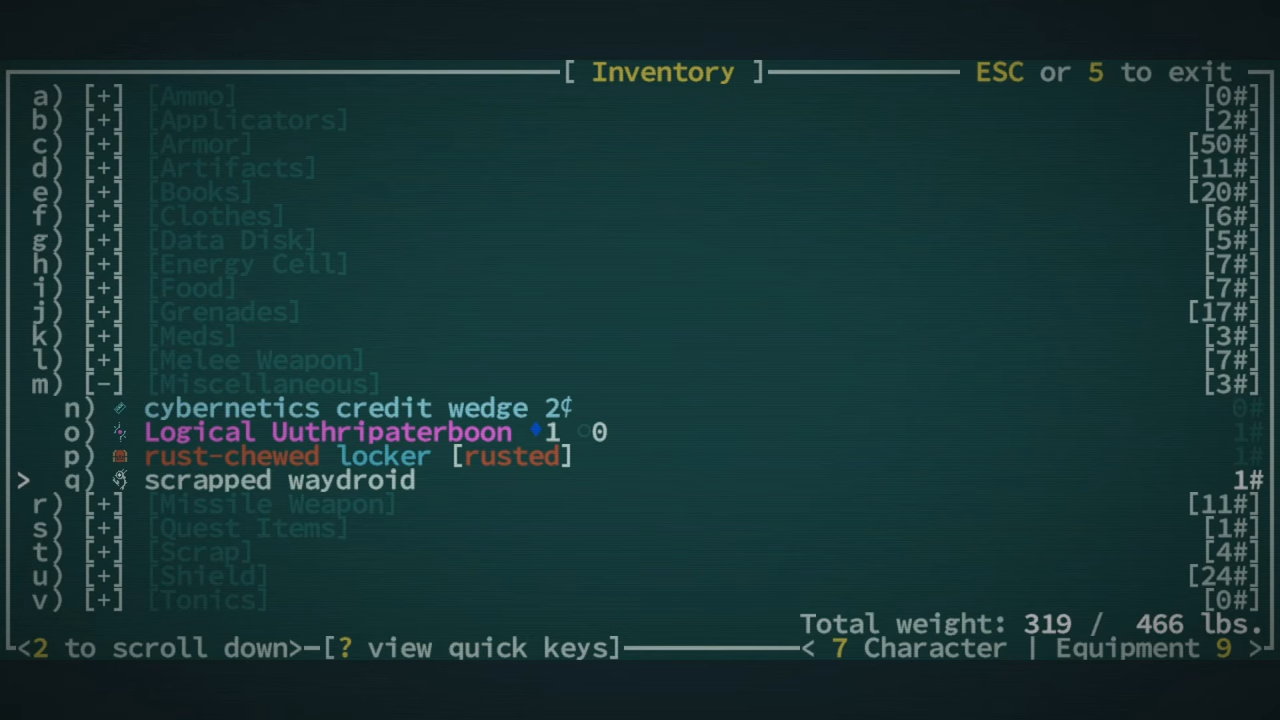 [ Inventory ] ESC or 5 to exit
a) [+] [Ammo] [0#]
b) [+] [Applicators] [2#]
c) [+] [Armor] [50#]
d) [+] [Artifacts] [11#]
e) [+] [Books] [20#]
f) [+] [Clothes] [6#]
g) [+] [Data Disk] [5#]
h) [+] [Energy Cell] [7#]
i) [+] [Food] [7#]
j) [+] [Grenades] [17#]
k) [+] [Meds] [3#]
l) [+] [Melee Weapon] [7#]
m) [-] [Miscellaneous] [3#]
n) cybernetics credit wedge 2¢ 0#
o) Logical Uuthripaterboon ♦1 ○0 1#
p) rust-chewed locker [rusted] 1#
> q) scrapped waydroid 1#
r) [+] [Missile Weapon] [11#]
s) [+] [Quest Items] [1#]
t) [+] [Scrap] [4#]
u) [+] [Shield] [24#]
v) [+] [Tonics] [0#]
Total weight: 319 / 466 lbs.
<2 to scroll down> [? view quick keys] < 7 Character | Equipment 9 >